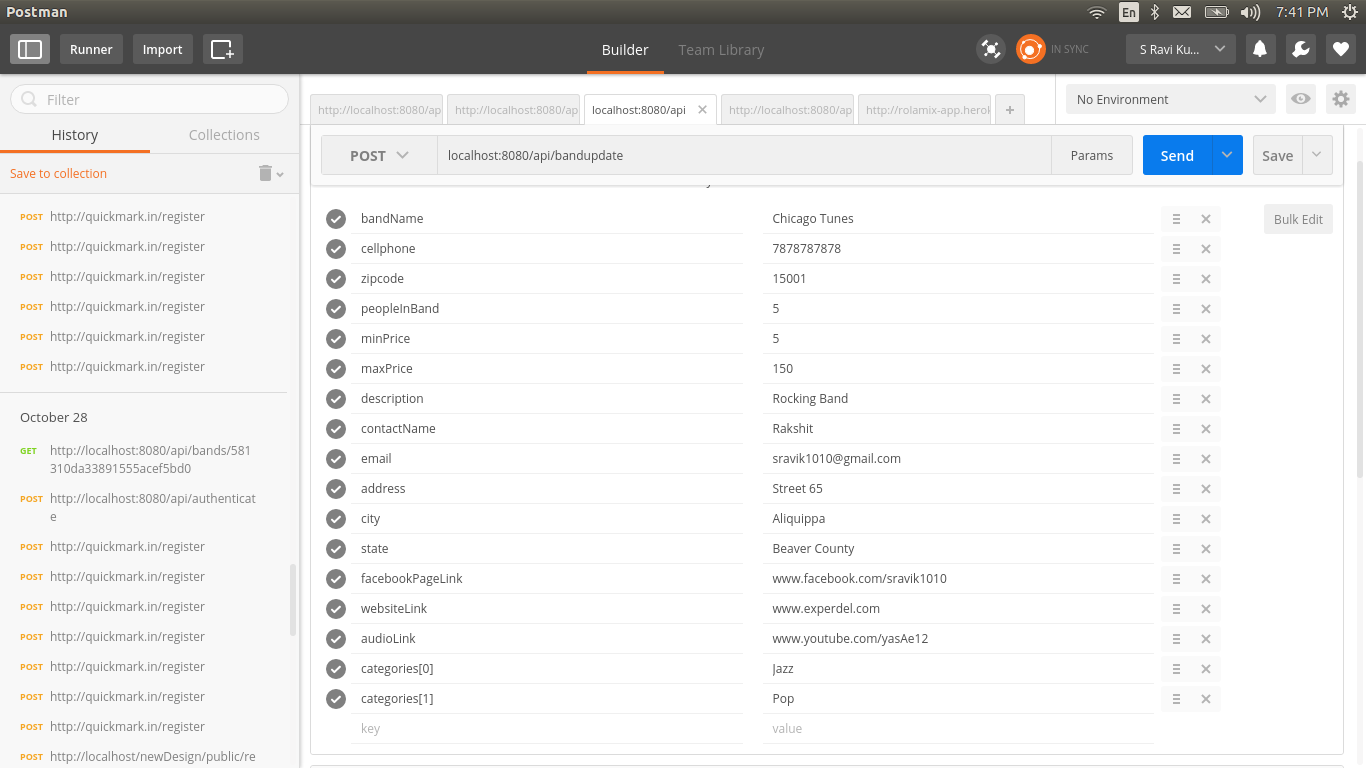 Postman
En
7:41 PM
Runner
Import
Builder
Team Library
IN SYNC
S Ravi Ku...
Filter
History
Collections
Save to collection
POST http://quickmark.in/register
POST http://quickmark.in/register
POST http://quickmark.in/register
POST http://quickmark.in/register
POST http://quickmark.in/register
POST http://quickmark.in/register
October 28
GET http://localhost:8080/api/bands/581
310da33891555acef5bd0
POST http://localhost:8080/api/authenticat
e
POST http://quickmark.in/register
POST http://quickmark.in/register
POST http://quickmark.in/register
POST http://quickmark.in/register
POST http://quickmark.in/register
POST http://quickmark.in/register
POST http://quickmark.in/register
POST http://localhost/newDesign/public/re
http://localhost:8080/ap
http://localhost:8080/ap
localhost:8080/api
http://localhost:8080/ap
http://rolamix-app.herok
+
No Environment
POST
localhost:8080/api/bandupdate
Params
Send
Save
Bulk Edit
bandName Chicago Tunes
cellphone 7878787878
zipcode 15001
peopleInBand 5
minPrice 5
maxPrice 150
description Rocking Band
contactName Rakshit
email sravik1010@gmail.com
address Street 65
city Aliquippa
state Beaver County
facebookPageLink www.facebook.com/sravik1010
websiteLink www.experdel.com
audioLink www.youtube.com/yasAe12
categories[0] Jazz
categories[1] Pop
key value